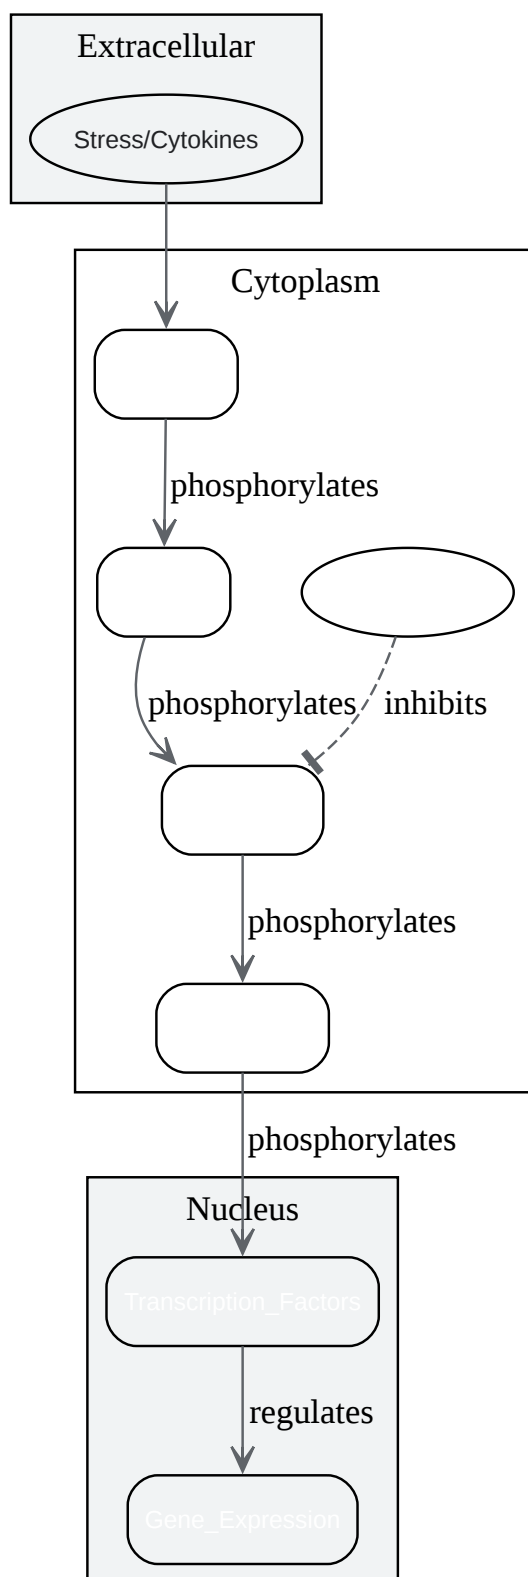 Extracellular
Stress/Cytokines
Cytoplasm
phosphorylates
phosphorylates
inhibits
phosphorylates
phosphorylates
Nucleus
Transcription_Factors
regulates
Gene_Expression